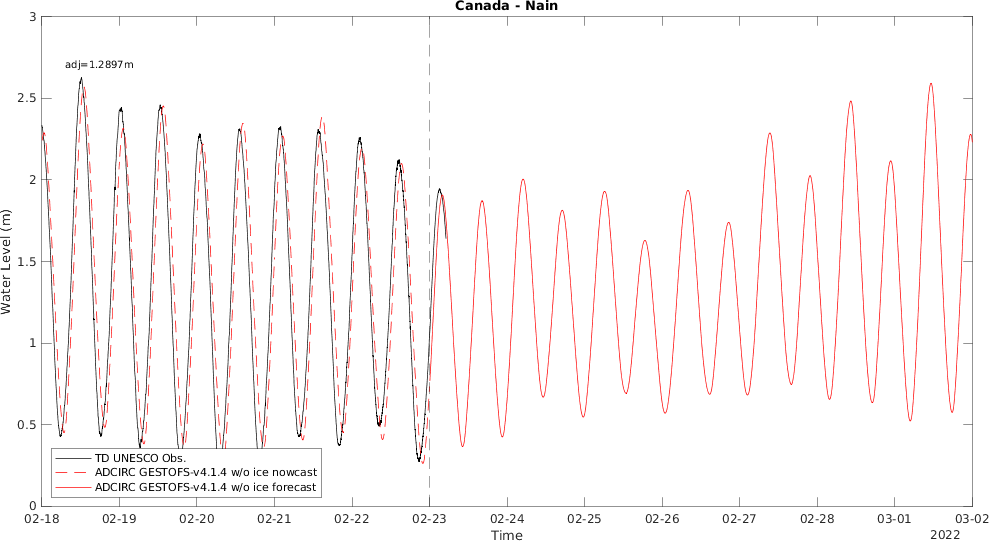 Canada - Nain
adj=1.2897m
3
2.5
2
1.5
1
0.5
0
Water Level (m)
TD UNESCO Obs.
ADCIRC GESTOFS-v4.1.4 w/o ice nowcast
ADCIRC GESTOFS-v4.1.4 w/o ice forecast
02-18 02-19 02-20 02-21 02-22 02-23 02-24 02-25 02-26 02-27 02-28 03-01 03-02
Time
2022